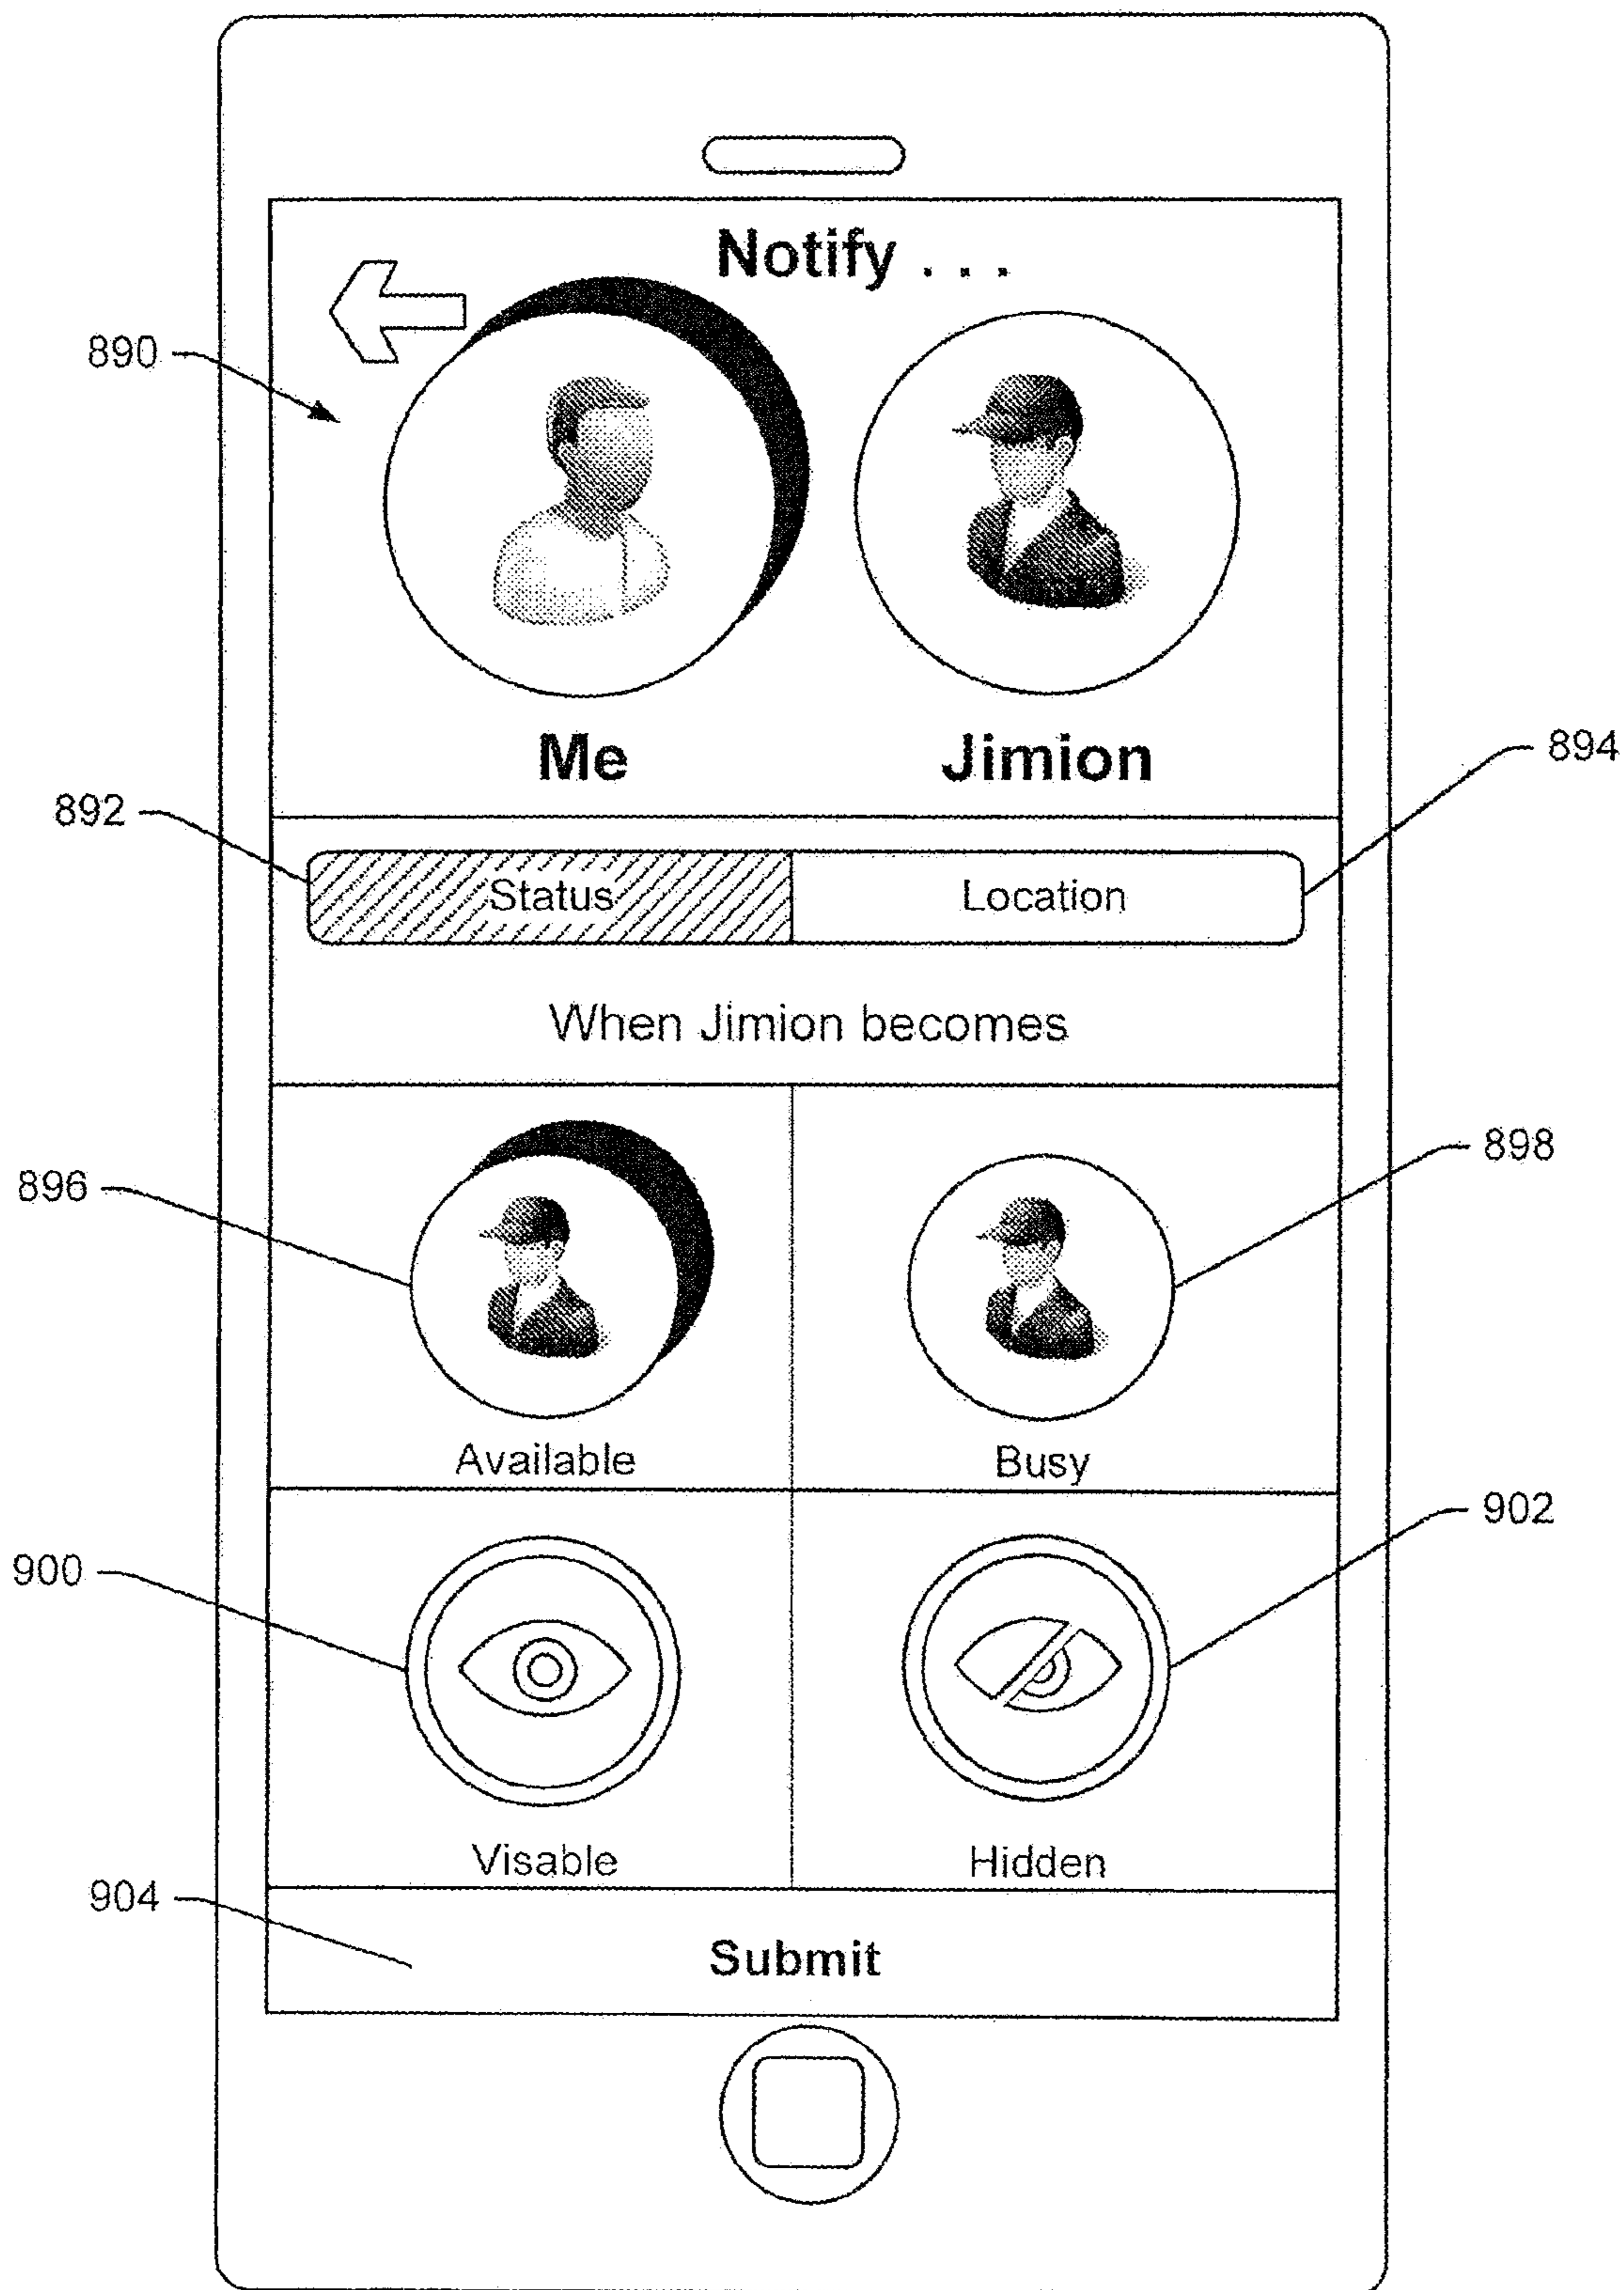 Notify . . .
890
Me Jimion
894
892
Status Location
When Jimion becomes
896
898
Available Busy
900
902
Visable Hidden
904
Submit